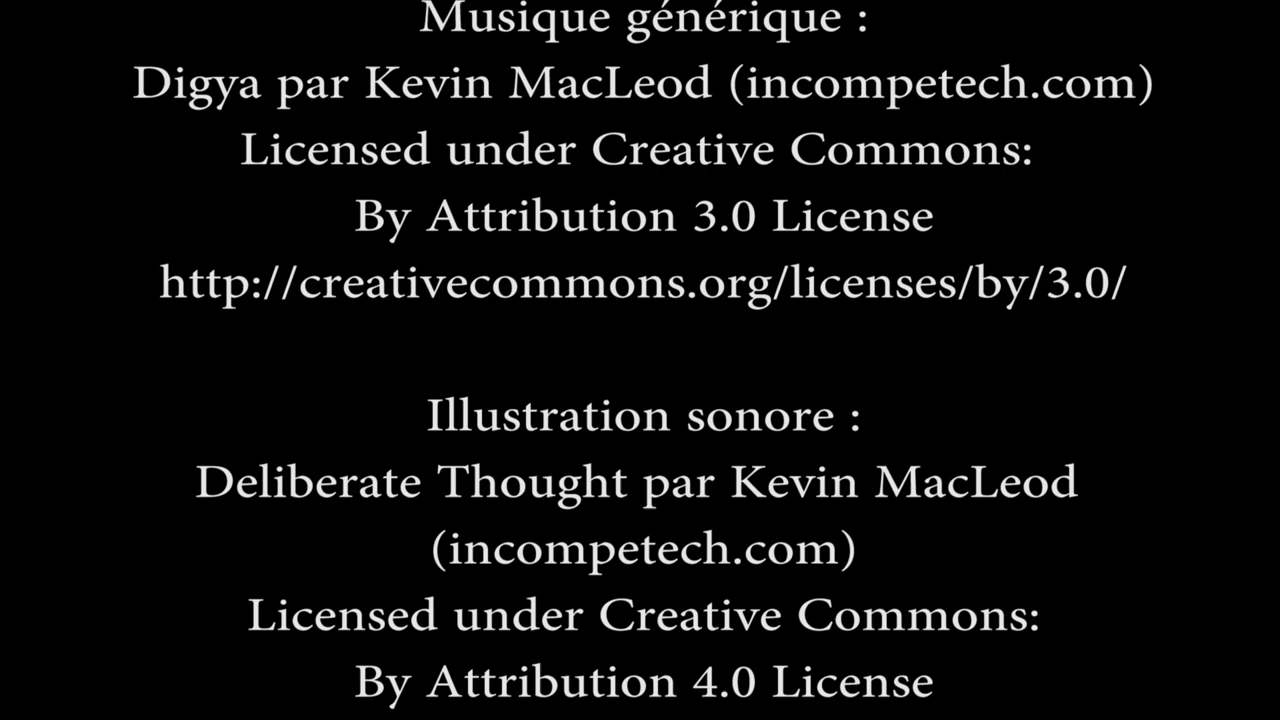 Musique générique :
Digya par Kevin MacLeod (incompetech.com)
Licensed under Creative Commons:
By Attribution 3.0 License
http://creativecommons.org/licenses/by/3.0/
Illustration sonore :
Deliberate Thought par Kevin MacLeod
(incompetech.com)
Licensed under Creative Commons:
By Attribution 4.0 License